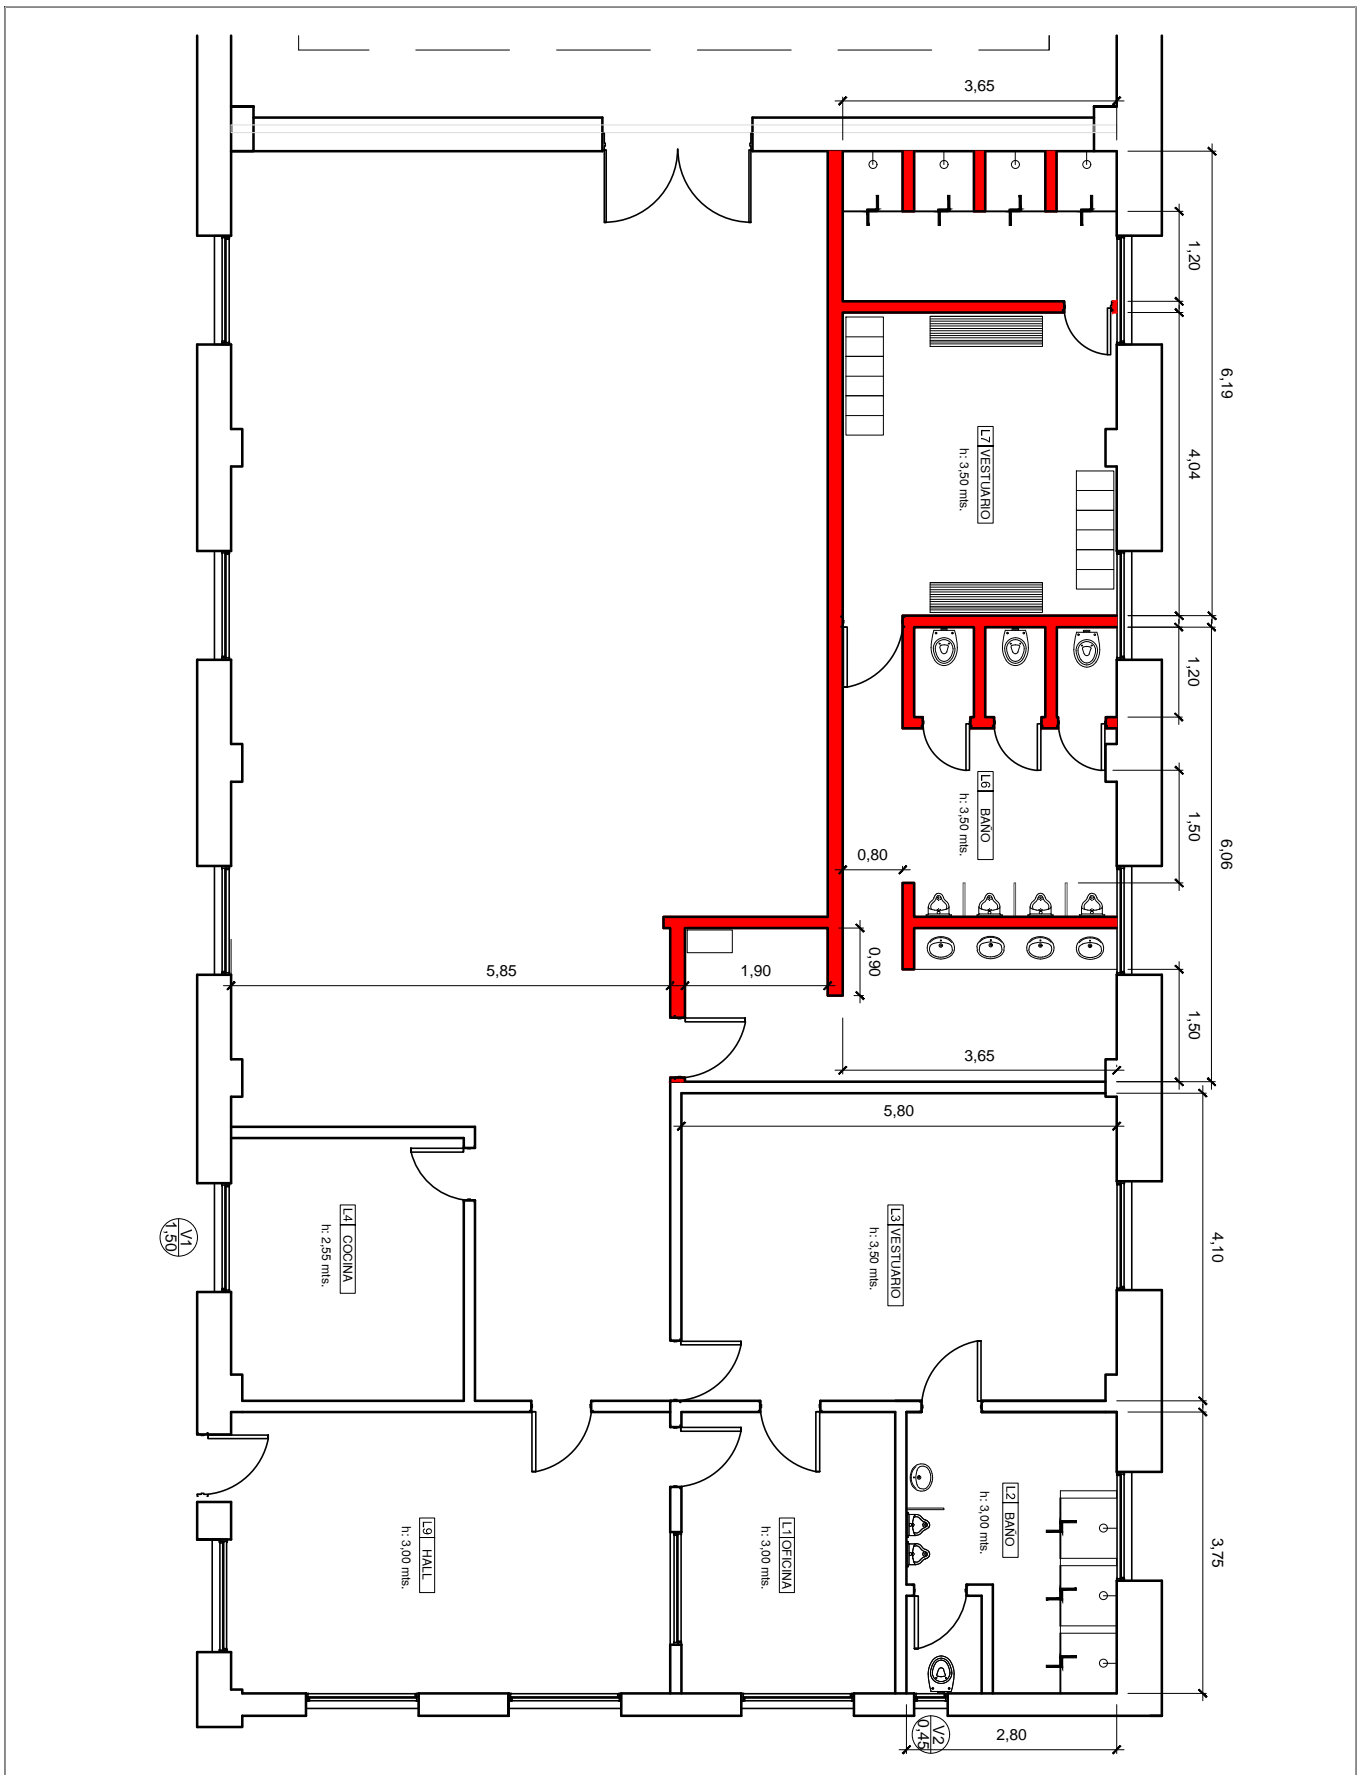 3,65
1,20
6,19
4,04
L7 VESTUARIO
h: 3,50 mts.
1,20
L6 BAÑO
h: 3,50 mts.
1,50
6,06
0,80
0,90
5,85
1,90
1,50
3,65
5,80
4,10
L4 COCINA
h: 2,55 mts.
L3 VESTUARIO
h: 3,50 mts.
V1
1,50
L9 HALL
h: 3,00 mts.
L1 OFICINA
h: 3,00 mts.
L2 BAÑO
h: 3,00 mts.
3,75
V2
0,45
2,80